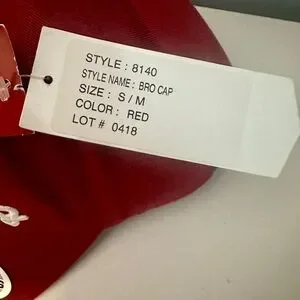 STYLE : 8140
STYLE NAME : BRO CAP
SIZE : S / M
COLOR : RED
LOT # 0418